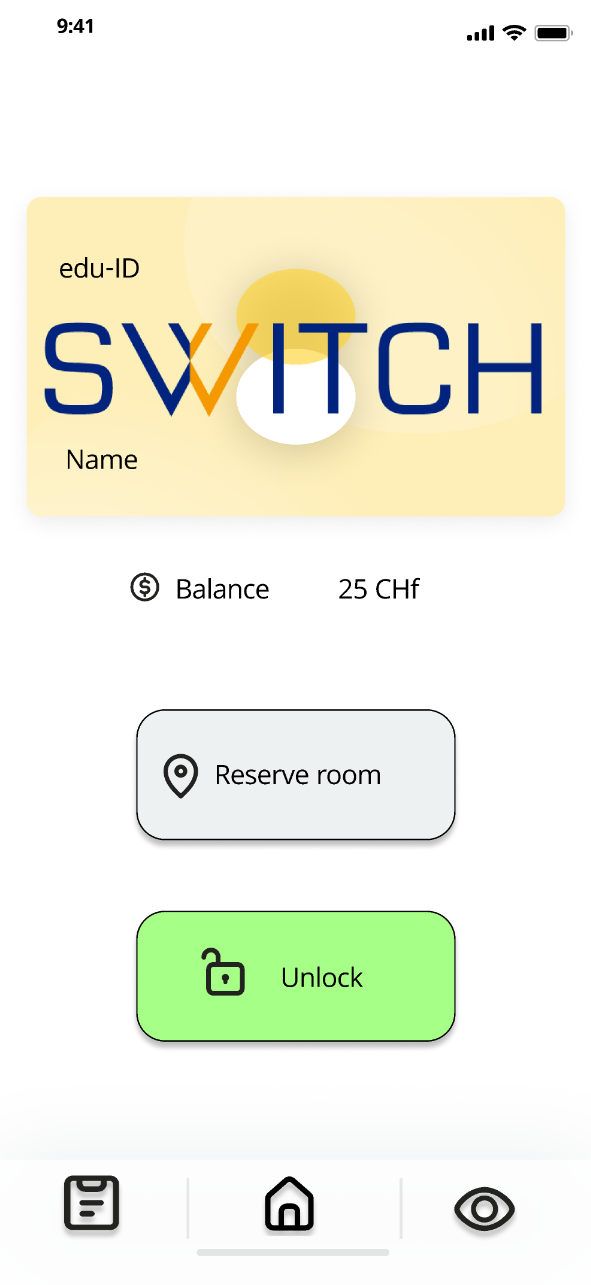 9:41
edu-ID
SWITCH
Name
Balance 25 CHf
Reserve room
Unlock